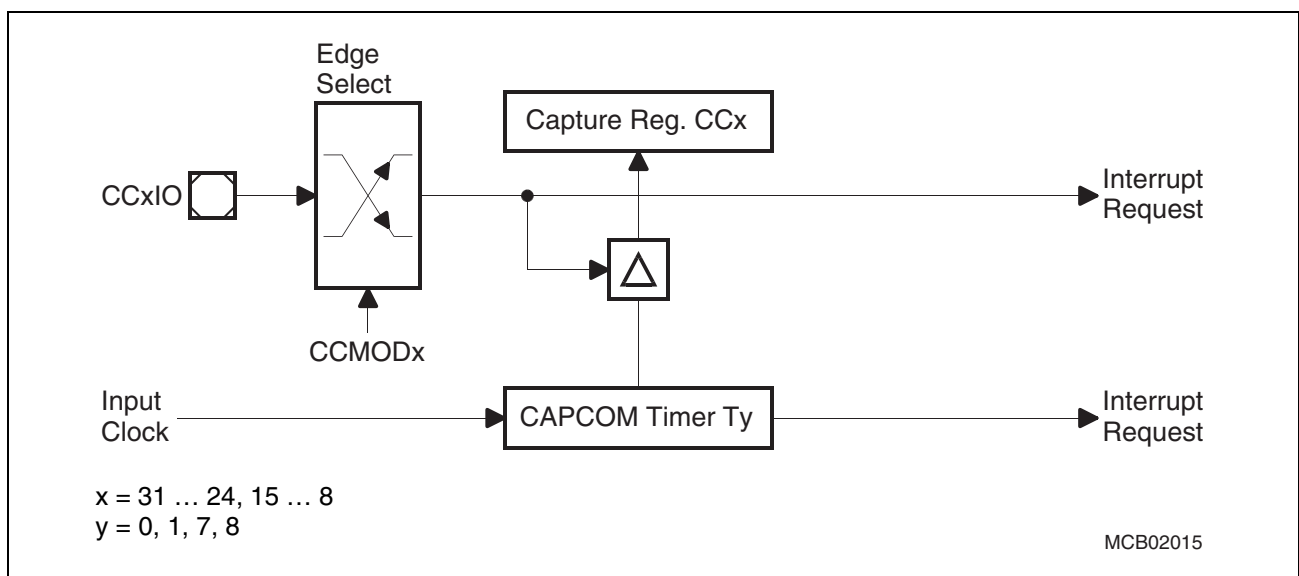 Edge
Select
Capture Reg. CCx
CCxIO
Interrupt
Request
CCMODx
Input
Clock
CAPCOM Timer Ty
Interrupt
Request
x = 31 … 24, 15 … 8
y = 0, 1, 7, 8
MCB02015